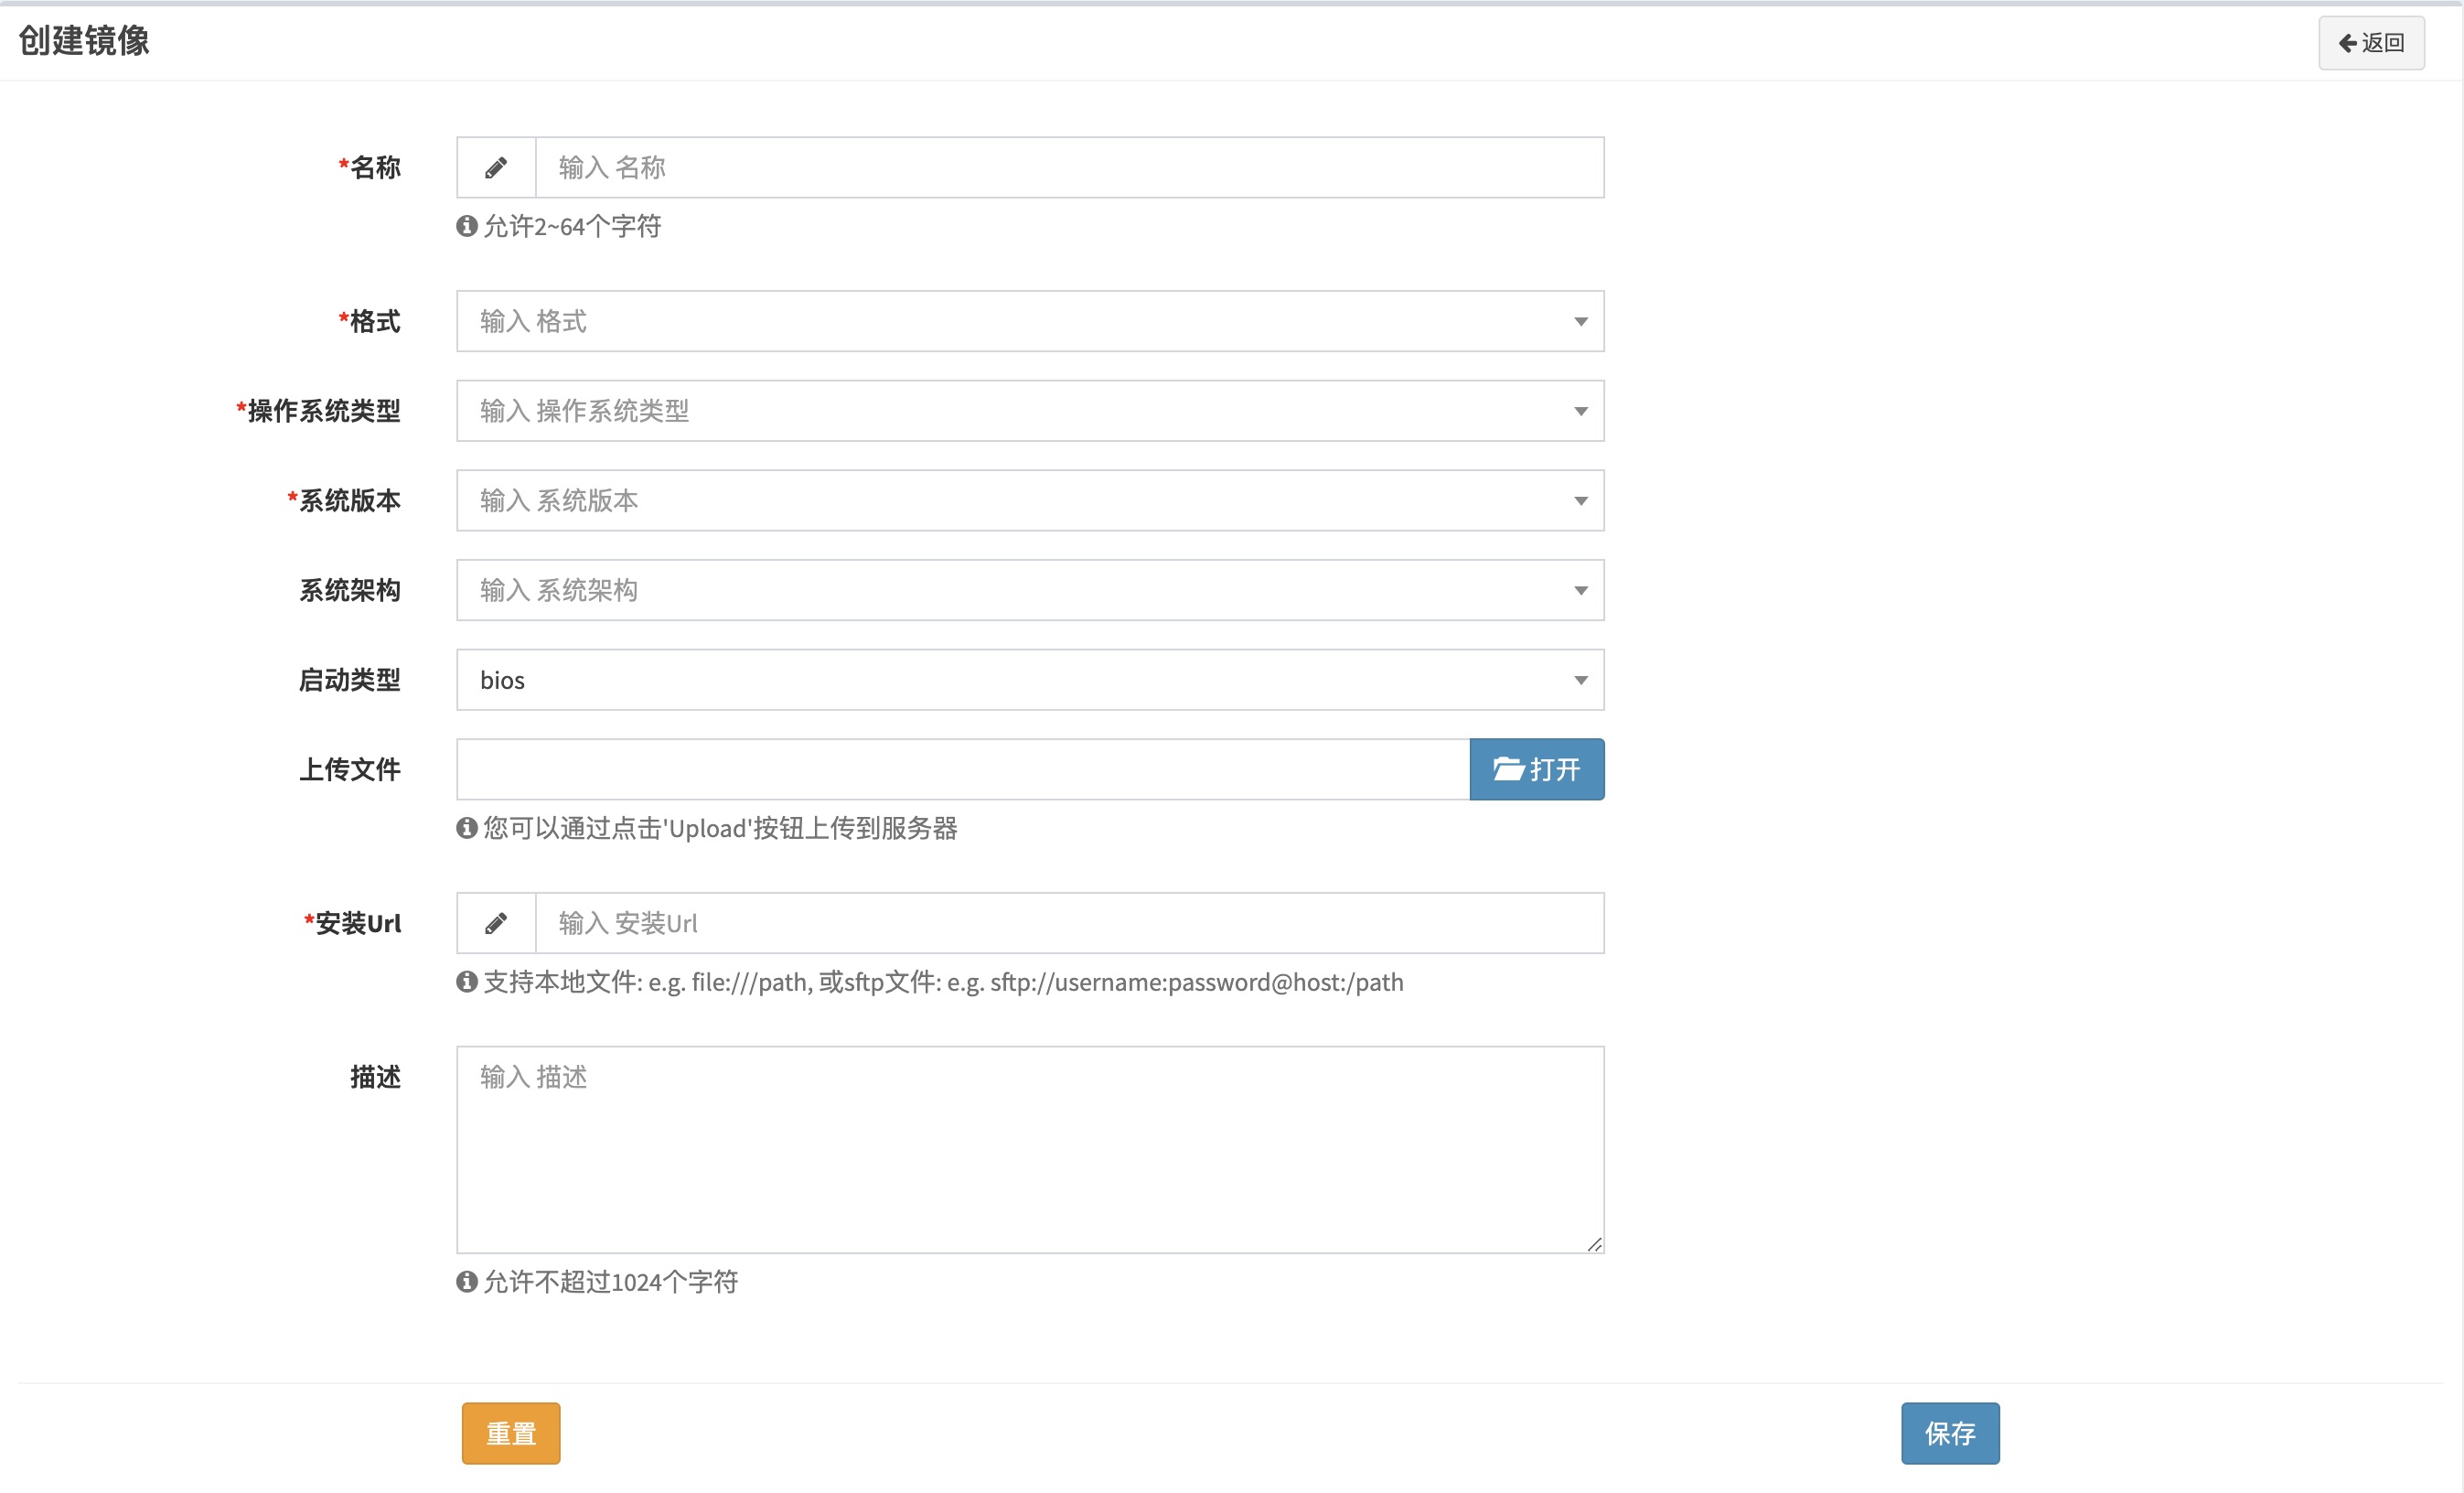 创建镜像
返回
*名称
输入 名称
允许2~64个字符
*格式
输入 格式
*操作系统类型
输入 操作系统类型
*系统版本
输入 系统版本
系统架构
输入 系统架构
启动类型
bios
上传文件
打开
您可以通过点击'Upload'按钮上传到服务器
*安装Url
输入 安装Url
支持本地文件: e.g. file:///path, 或sftp文件: e.g. sftp://username:password@host:/path
描述
输入 描述
允许不超过1024个字符
重置
保存